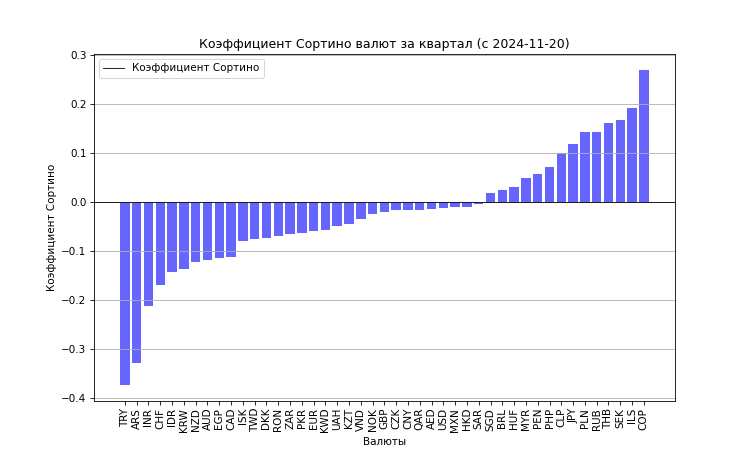 Коэффициент Сортино валют за квартал (с 2024-11-20)
Коэффициент Сортино
Коэффициент Сортино
0.3
0.2
0.1
0.0
−0.1
−0.2
−0.3
−0.4
TRY
ARS
INR
CHF
IDR
KRW
NZD
AUD
EGP
CAD
ISK
TWD
DKK
RON
ZAR
PKR
EUR
KWD
UAH
KZT
VND
NOK
GBP
CZK
CNY
QAR
AED
USD
MXN
HKD
SAR
SGD
BRL
HUF
MYR
PEN
PHP
CLP
JPY
PLN
RUB
THB
SEK
ILS
COP
Валюты